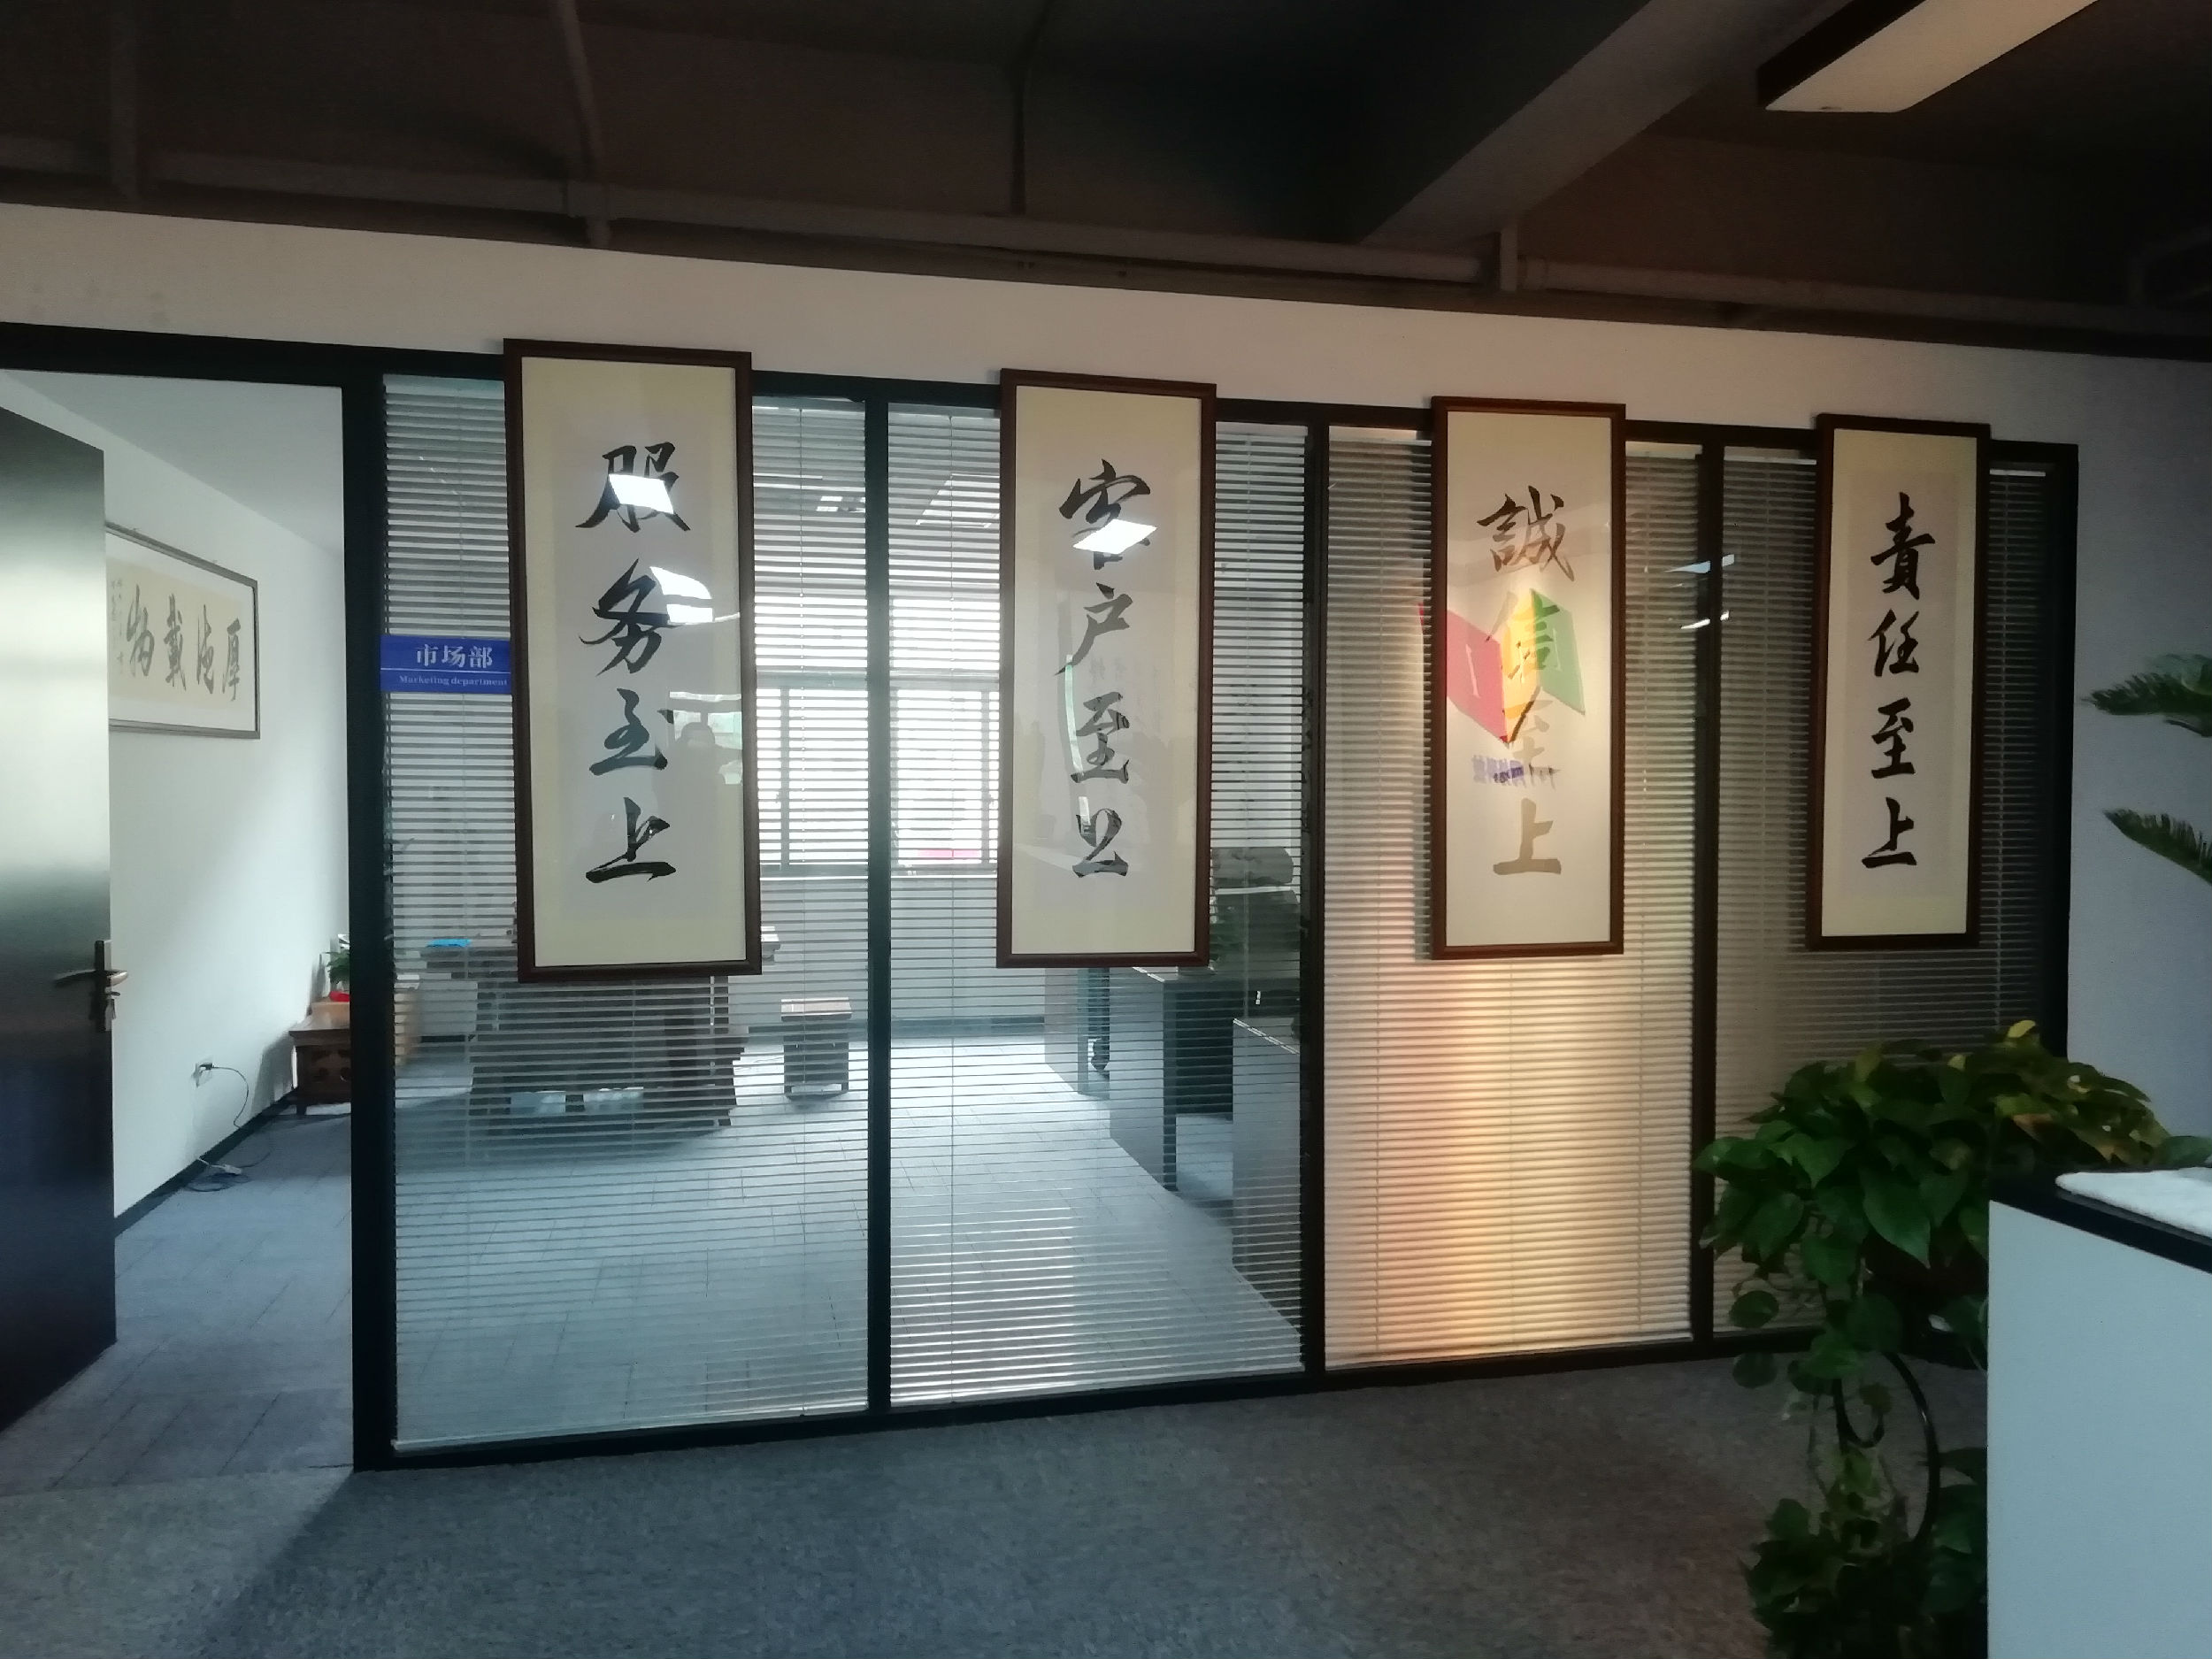 厚德載物
市场部
Marketing department
服务至上
客户至上
誠信至上
責任至上